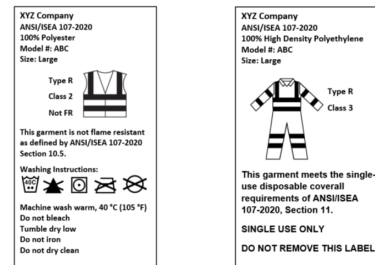 XYZ Company
ANSI/ISEA 107-2020
100% Polyester
Model #: ABC
Size: Large
Type R
Class 2
Not FR
This garment is not flame resistant
as defined by ANSI/ISEA 107-2020
Section 10.5.
Washing Instructions:
40C
Machine wash warm, 40 °C (105 °F)
Do not bleach
Tumble dry low
Do not iron
Do not dry clean
XYZ Company
ANSI/ISEA 107-2020
100% High Density Polyethylene
Model #: ABC
Size: Large
Type R
Class 3
This garment meets the single-
use disposable coverall
requirements of ANSI/ISEA
107-2020, Section 11.
SINGLE USE ONLY
DO NOT REMOVE THIS LABEL